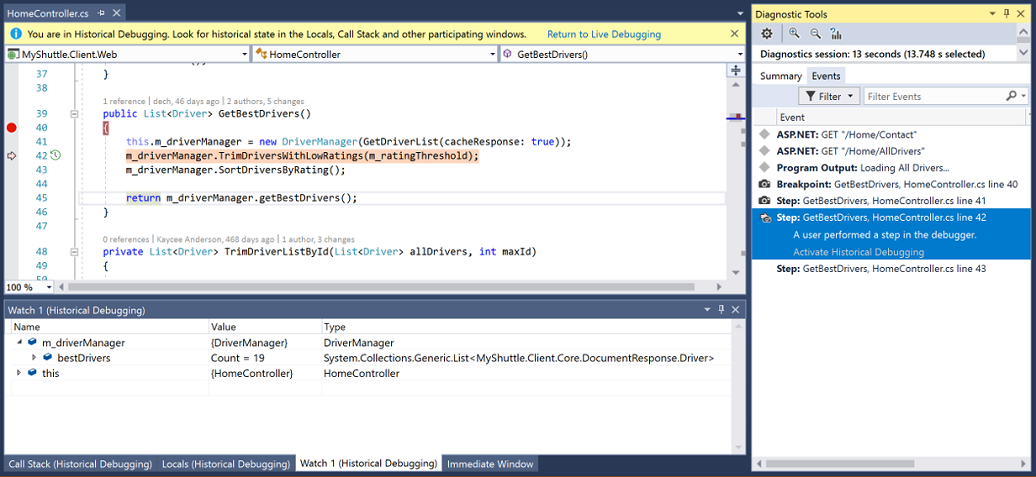 HomeController.cs
You are in Historical Debugging. Look for historical state in the Locals, Call Stack and other participating windows. Return to Live Debugging
MyShuttle.Client.Web HomeController GetBestDrivers()
37 }
38
1 reference | dech, 46 days ago | 2 authors, 5 changes
39 public List<Driver> GetBestDrivers()
40 {
41 this.m_driverManager = new DriverManager(GetDriverList(cacheResponse: true));
42 m_driverManager.TrimDriversWithLowRatings(m_ratingThreshold);
43 m_driverManager.SortDriversByRating();
44
45 return m_driverManager.getBestDrivers();
46 }
47
0 references | Kaycee Anderson, 468 days ago | 1 author, 3 changes
48 private List<Driver> TrimDriverListById(List<Driver> allDrivers, int maxId)
49 {
100 %
Watch 1 (Historical Debugging)
Name Value Type
m_driverManager {DriverManager} DriverManager
bestDrivers Count = 19 System.Collections.Generic.List<MyShuttle.Client.Core.DocumentResponse.Driver>
this {HomeController} HomeController
Call Stack (Historical Debugging) Locals (Historical Debugging) Watch 1 (Historical Debugging) Immediate Window
Diagnostic Tools
Diagnostics session: 13 seconds (13.748 s selected)
Summary Events
Filter Filter Events
Event
ASP.NET: GET "/Home/Contact"
ASP.NET: GET "/Home/AllDrivers"
Program Output: Loading All Drivers...
Breakpoint: GetBestDrivers, HomeController.cs line 40
Step: GetBestDrivers, HomeController.cs line 41
Step: GetBestDrivers, HomeController.cs line 42
A user performed a step in the debugger.
Activate Historical Debugging
Step: GetBestDrivers, HomeController.cs line 43